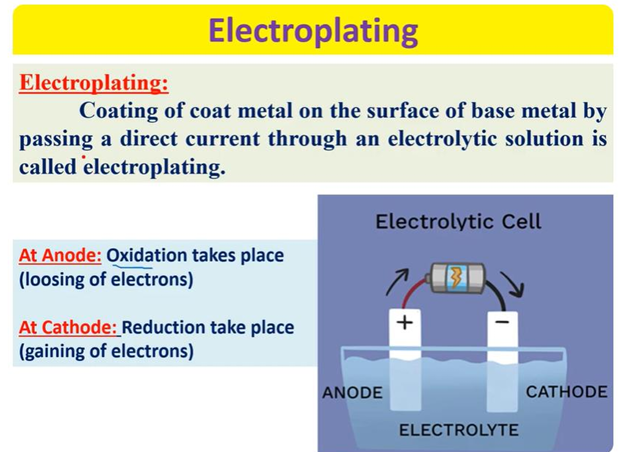 Electroplating
Electroplating:
Coating of coat metal on the surface of base metal by
passing a direct current through an electrolytic solution is
called electroplating.
At Anode: Oxidation takes place
(loosing of electrons)
At Cathode: Reduction take place
(gaining of electrons)
Electrolytic Cell
+ −
ANODE CATHODE
ELECTROLYTE